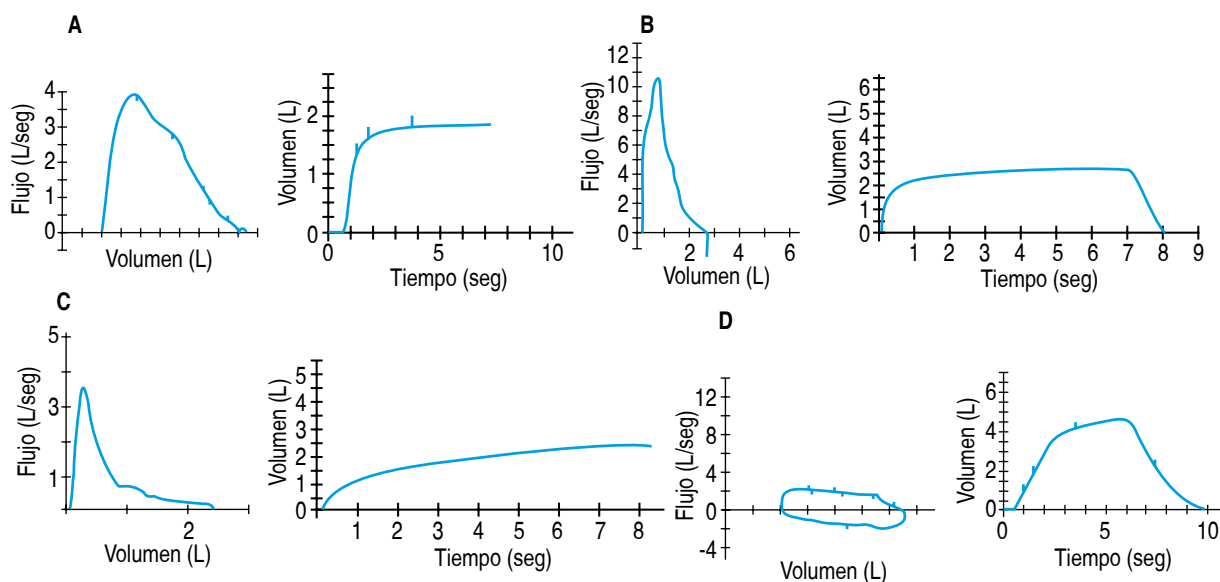 A
Flujo (L/seg)
4
3
2
1
0
Volumen (L)
Volumen (L)
2
1
0
0 5 10
Tiempo (seg)
B
Flujo (L/seg)
12
10
8
6
4
2
0
2 4 6
Volumen (L)
Volumen (L)
6
5
4
3
2
1
0
0 1 2 3 4 5 6 7 8 9
Tiempo (seg)
C
Flujo (L/seg)
5
3
1
2
Volumen (L)
Volumen (L)
5
4
3
2
1
0
0 1 2 3 4 5 6 7 8
Tiempo (seg)
D
Flujo (L/seg)
12
8
4
0
-4
Volumen (L)
Volumen (L)
6
4
2
0
0 5 10
Tiempo (seg)